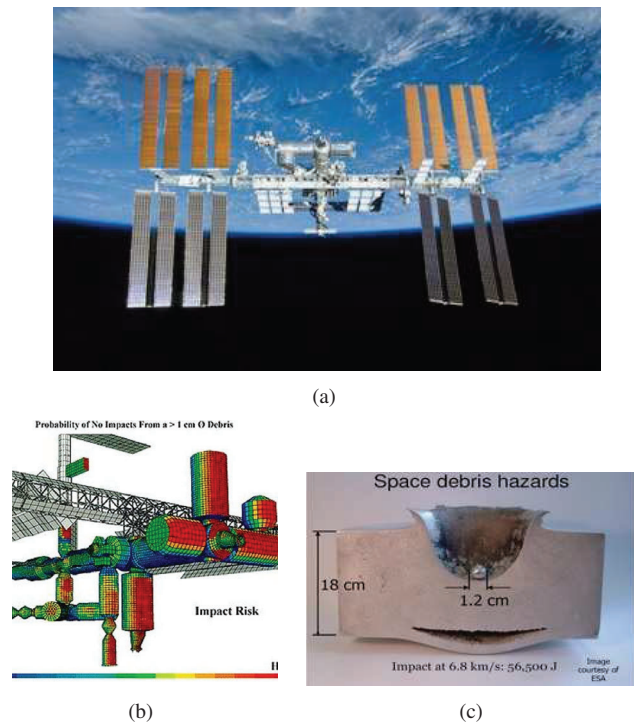 (a)
Probability of No Impacts From a > 1 cm Ø Debris
Impact Risk
H
(b)
Space debris hazards
18 cm
1.2 cm
Impact at 6.8 km/s: 56,500 J
Image
courtesy of
ESA
(c)